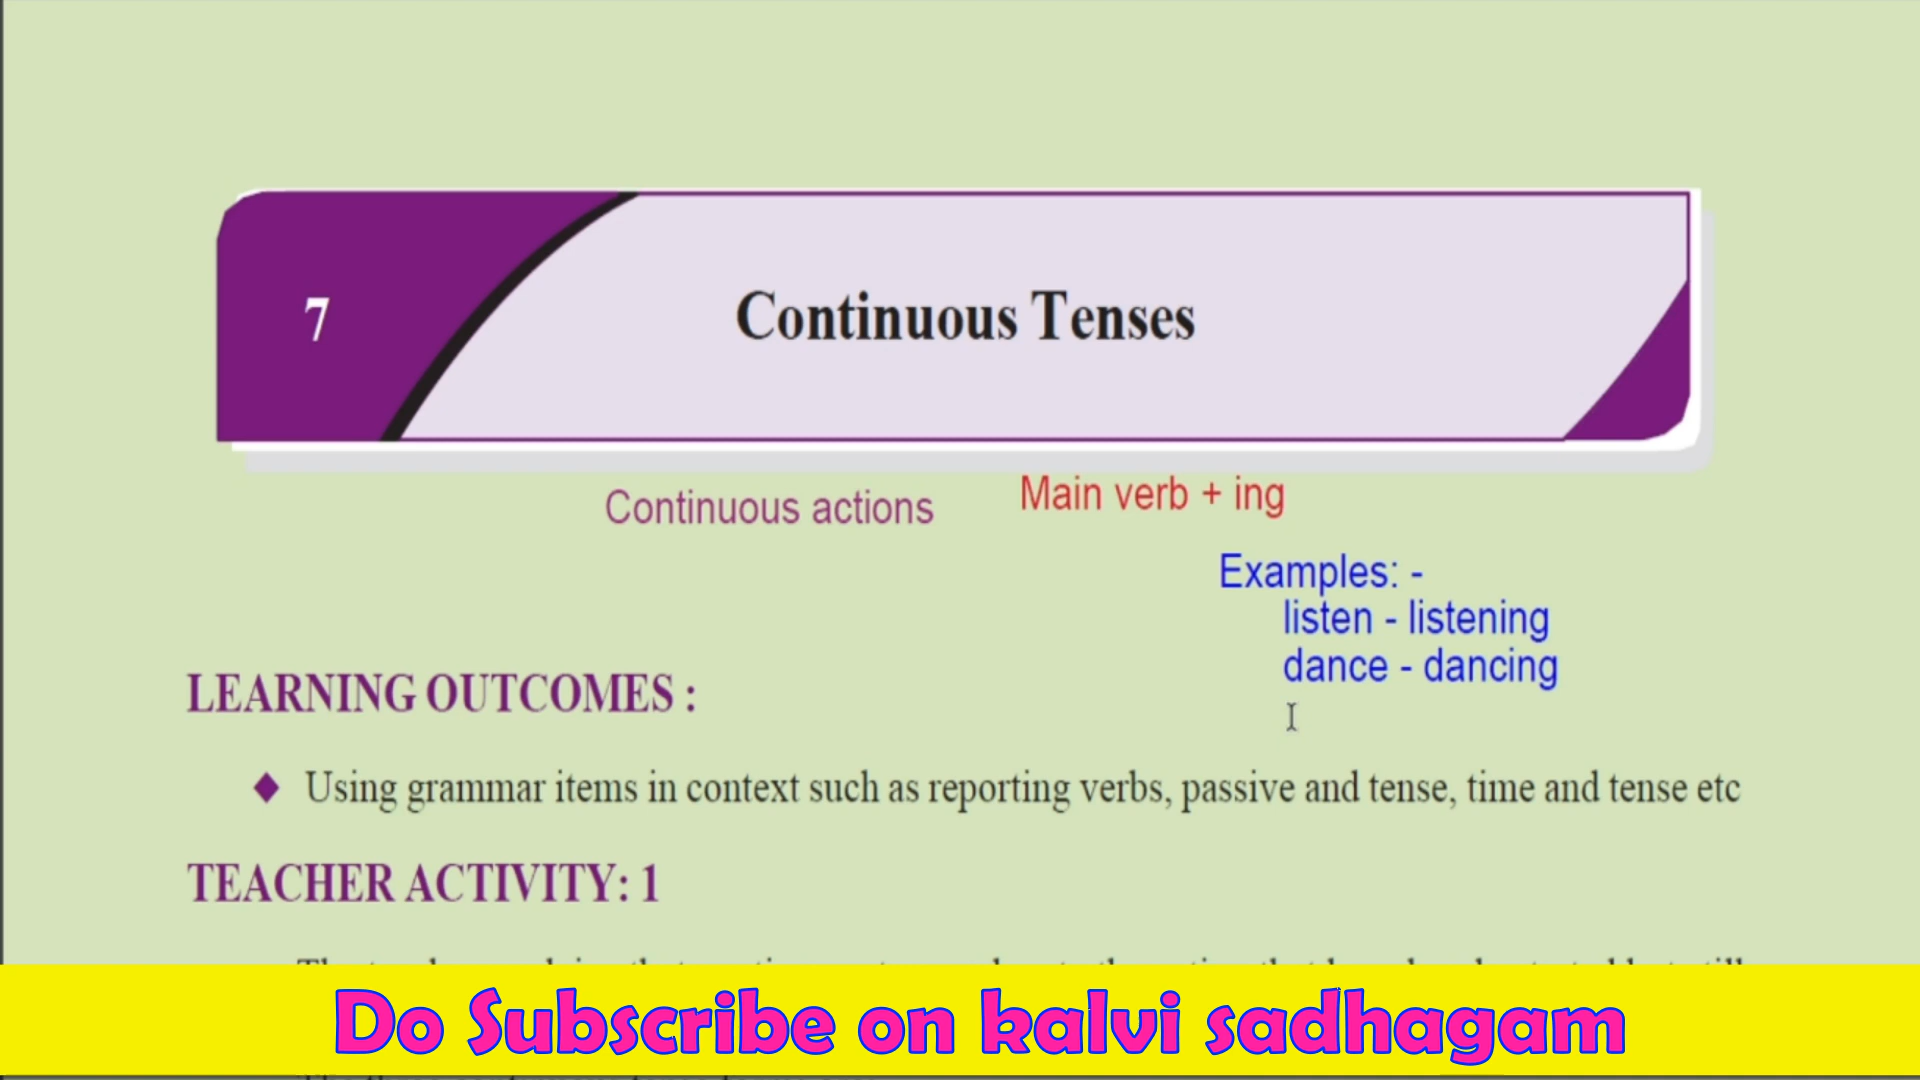 7
Continuous Tenses
Continuous actions
Main verb + ing
Examples: -
listen - listening
dance - dancing
LEARNING OUTCOMES :
Using grammar items in context such as reporting verbs, passive and tense, time and tense etc
TEACHER ACTIVITY: 1
Do Subscribe on kalvi sadhagam